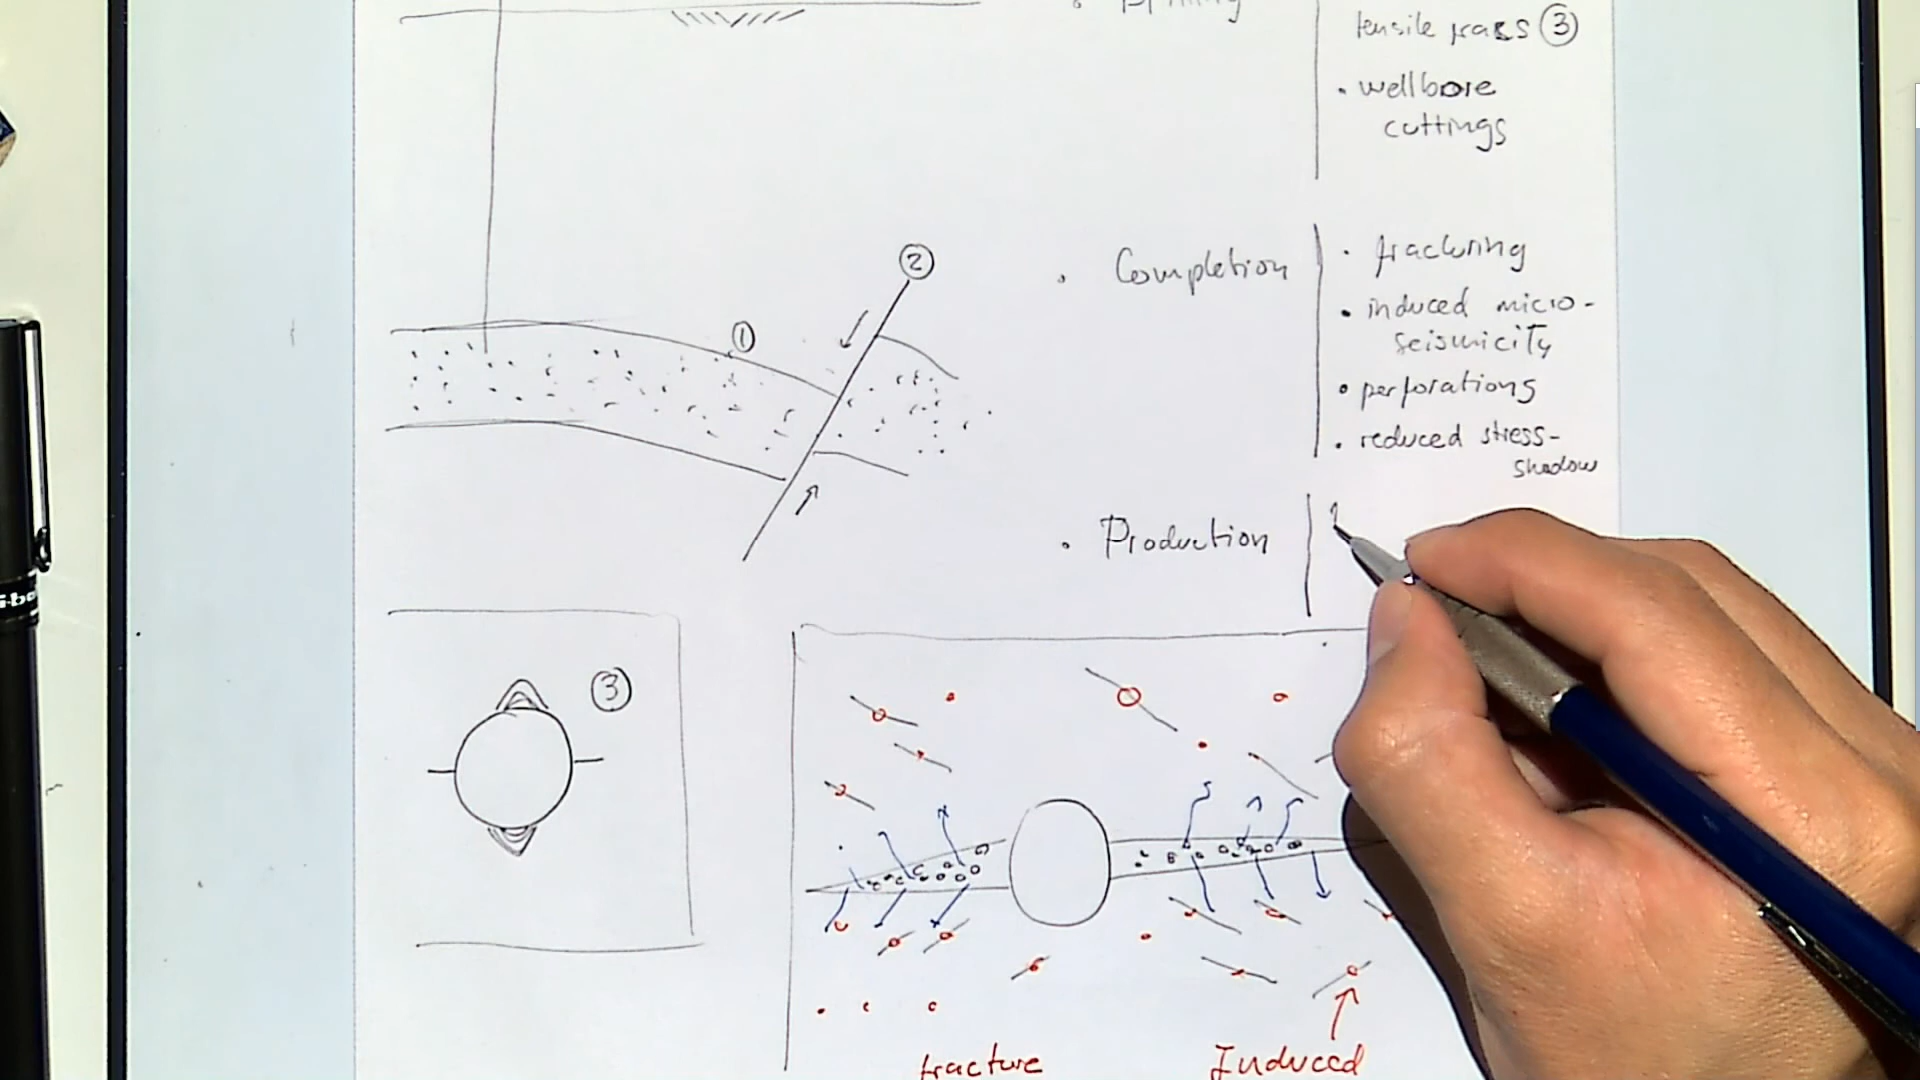 Drilling
tensile fracs ③
• wellbore
cuttings
②
①
• Completion
• fracturing
• induced micro-
seismicity
• perforations
• reduced stress-
shadow
• Production
③
fracture
Induced